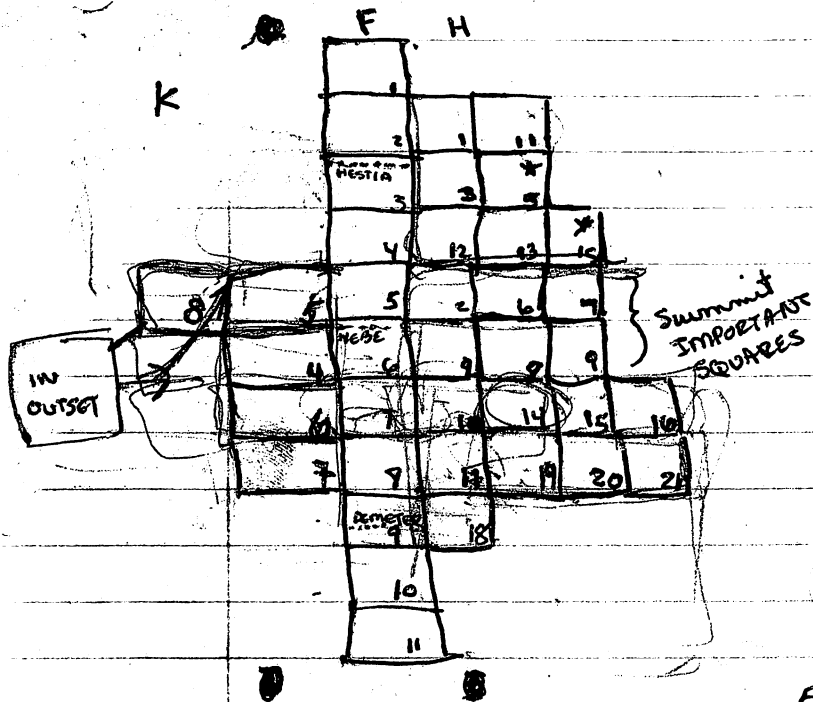 F H
K
1
2 1 11
HESTIA *
3 3 5
*
4 12 13 15
8 5 5 2 6 7
Summit
IMPORTANT
SQUARES
HEBE
4 6 9 8 9
IN
OUTSET
6 7 14 15 16
7 8 17 19 20 21
DEMETER
9 18
10
11